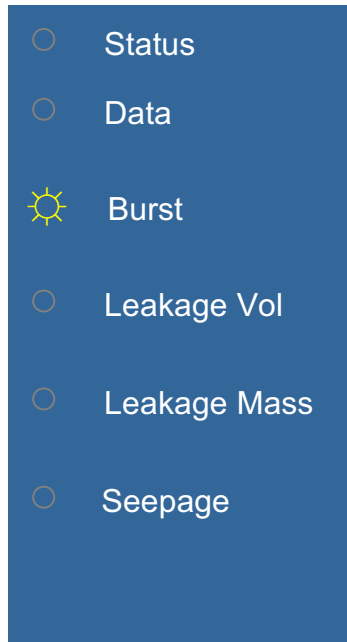 Status
Data
Burst
Leakage Vol
Leakage Mass
Seepage